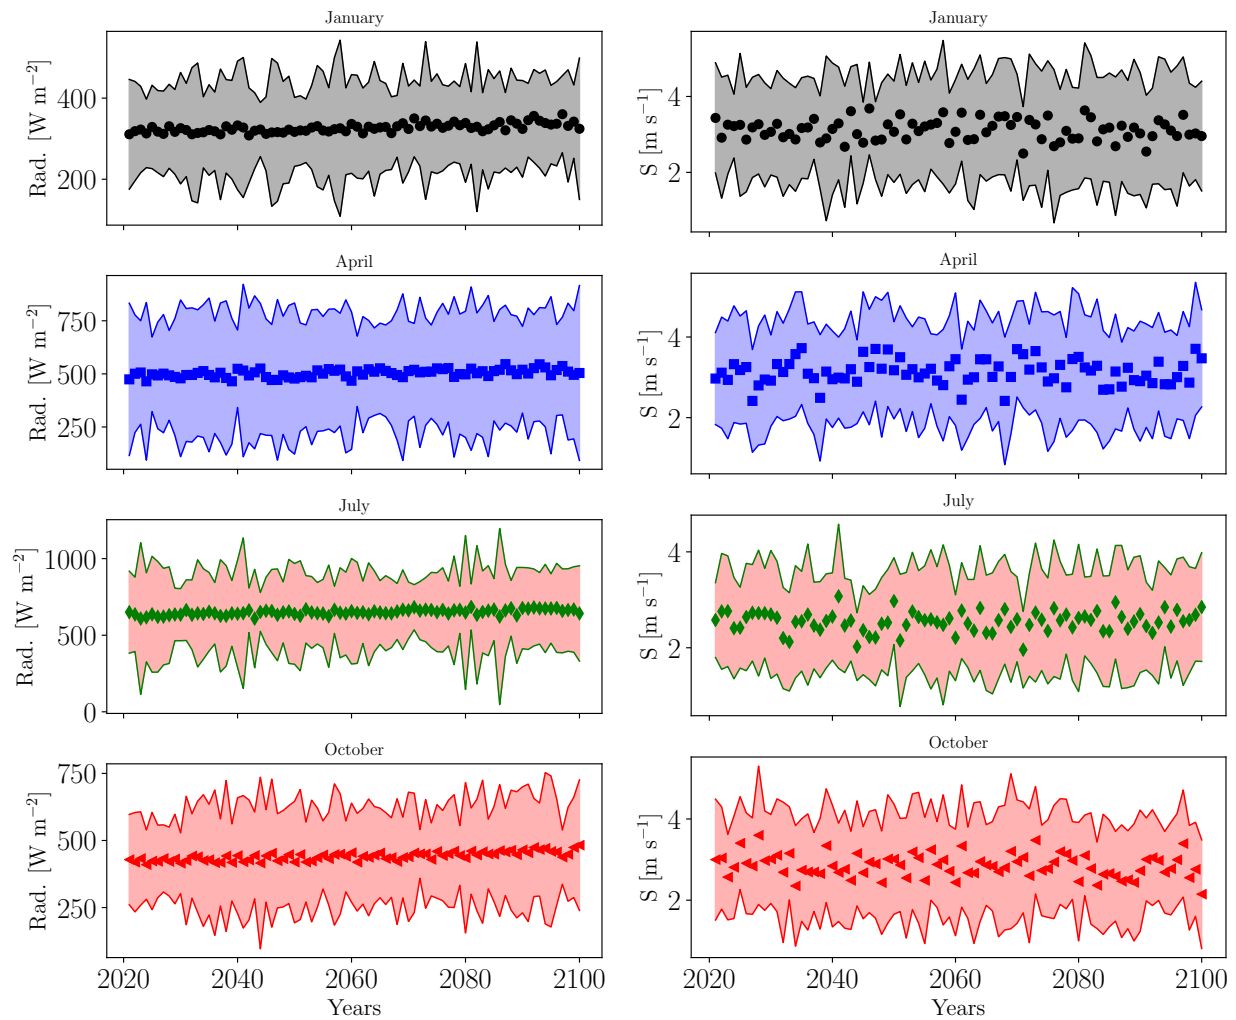 January
Rad. [W m−2]
400
200
January
S [m s−1]
4
2
April
Rad. [W m−2]
750
500
250
April
S [m s−1]
4
2
July
Rad. [W m−2]
1000
500
0
July
S [m s−1]
4
2
October
Rad. [W m−2]
750
500
250
2020 2040 2060 2080 2100
Years
October
S [m s−1]
4
2
2020 2040 2060 2080 2100
Years